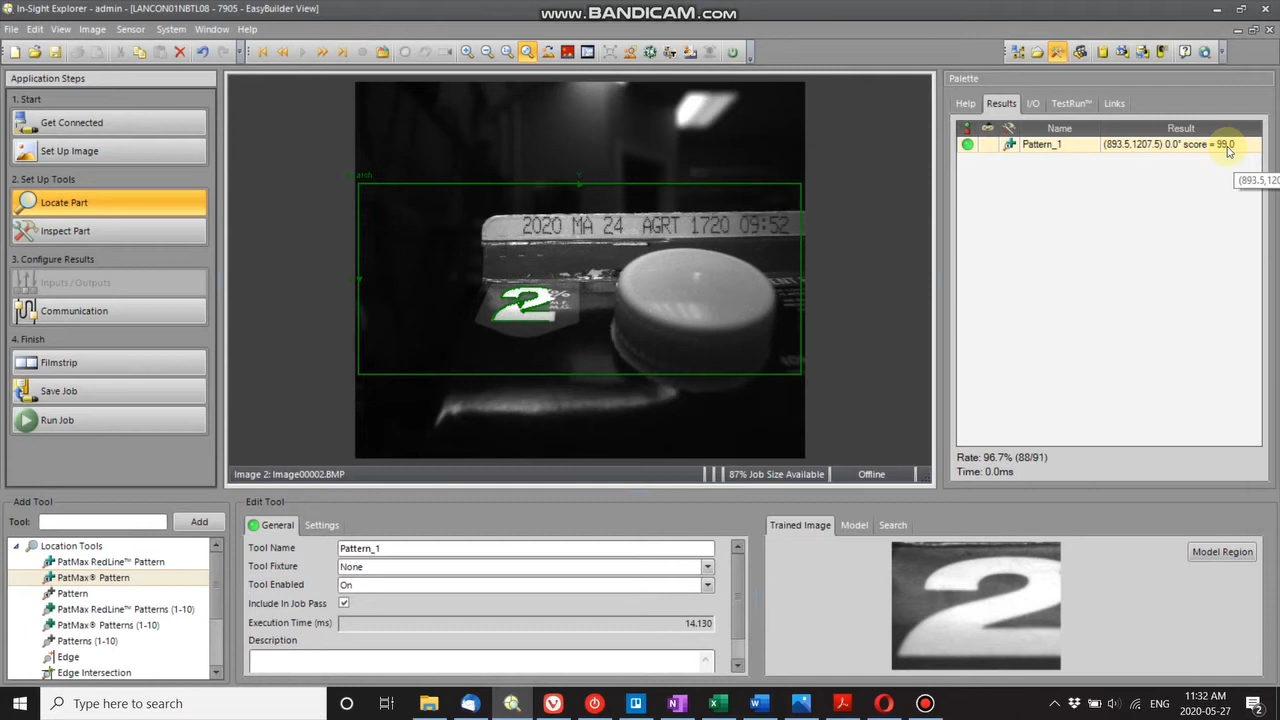 In-Sight Explorer - admin - [LANCON01NBTL08 - 7905 - EasyBuilder View]
www.BANDICAM.com
File Edit View Image Sensor System Window Help
Application Steps
1. Start
Get Connected
Set Up Image
2. Set Up Tools
Locate Part
Inspect Part
3. Configure Results
Inputs / Outputs
Communication
4. Finish
Filmstrip
Save Job
Run Job
2020 MA 24 AGRT 1720 09:52
2%
M.F.
M.G.
Image 2: Image00002.BMP
87% Job Size Available
Offline
Palette
Help Results I/O TestRun™ Links
Name Result
Pattern_1 (893.5,1207.5) 0.0° score = 99.0
(893.5,120
Rate: 96.7% (88/91)
Time: 0.0ms
Add Tool
Tool: Add
Location Tools
PatMax RedLine™ Pattern
PatMax® Pattern
Pattern
PatMax RedLine™ Patterns (1-10)
PatMax® Patterns (1-10)
Patterns (1-10)
Edge
Edge Intersection
Edit Tool
General Settings
Tool Name Pattern_1
Tool Fixture None
Tool Enabled On
Include In Job Pass
Execution Time (ms) 14.130
Description
Trained Image Model Search
2
Model Region
Type here to search
ENG
11:32 AM
2020-05-27
2